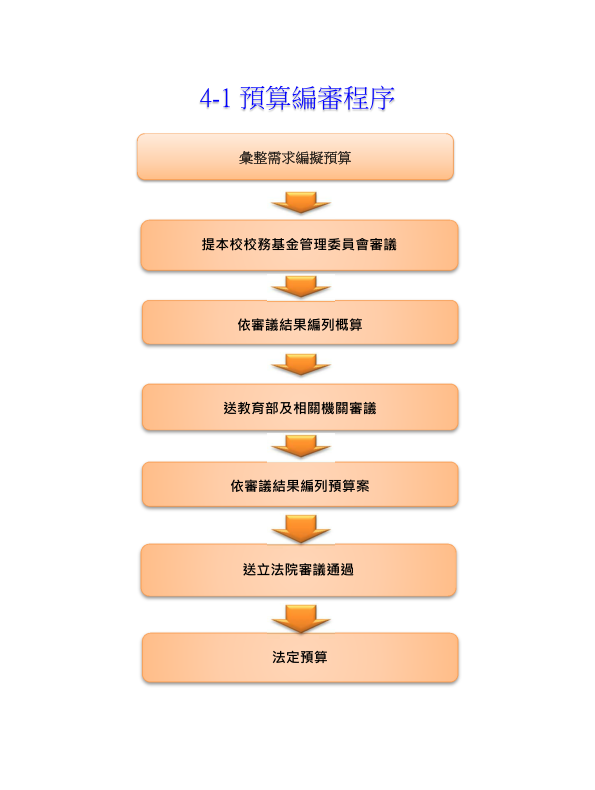 4-1 預算編審程序
彙整需求編擬預算
提本校校務基金管理委員會審議
依審議結果編列概算
送教育部及相關機關審議
依審議結果編列預算案
送立法院審議通過
法定預算